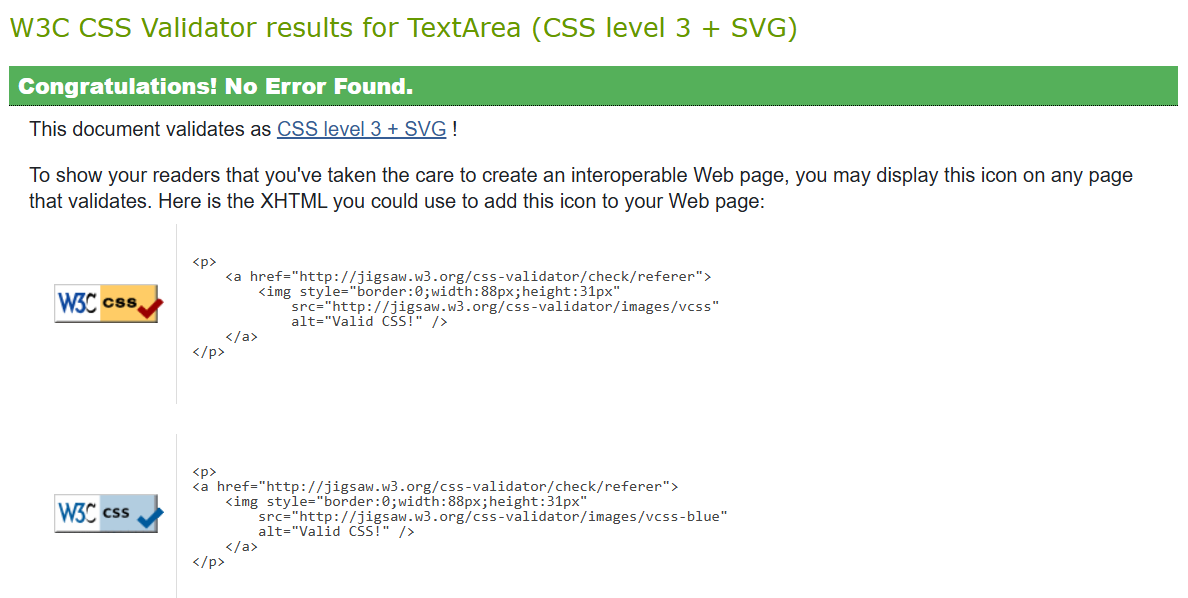 W3C CSS Validator results for TextArea (CSS level 3 + SVG)
Congratulations! No Error Found.
This document validates as CSS level 3 + SVG !
To show your readers that you've taken the care to create an interoperable Web page, you may display this icon on any page
that validates. Here is the XHTML you could use to add this icon to your Web page:
W3C css
<p>
    <a href="http://jigsaw.w3.org/css-validator/check/referer">
        <img style="border:0;width:88px;height:31px"
            src="http://jigsaw.w3.org/css-validator/images/vcss"
            alt="Valid CSS!" />
    </a>
</p>
W3C css
<p>
<a href="http://jigsaw.w3.org/css-validator/check/referer">
    <img style="border:0;width:88px;height:31px"
        src="http://jigsaw.w3.org/css-validator/images/vcss-blue"
        alt="Valid CSS!" />
    </a>
</p>